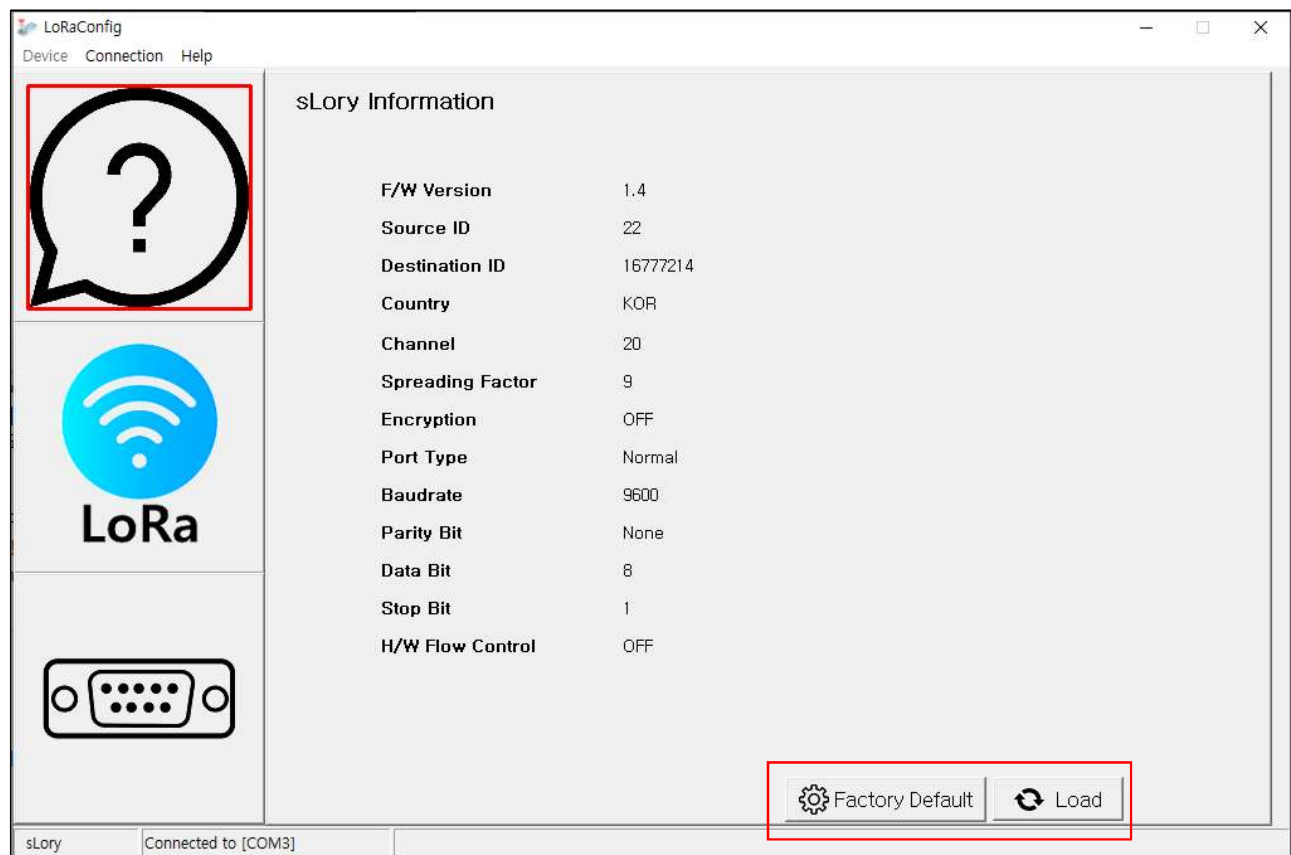 LoRaConfig
Device Connection Help
sLory Information
F/W Version 1.4
Source ID 22
Destination ID 16777214
Country KOR
Channel 20
Spreading Factor 9
Encryption OFF
Port Type Normal
Baudrate 9600
Parity Bit None
Data Bit 8
Stop Bit 1
H/W Flow Control OFF
LoRa
Factory Default Load
sLory Connected to [COM3]